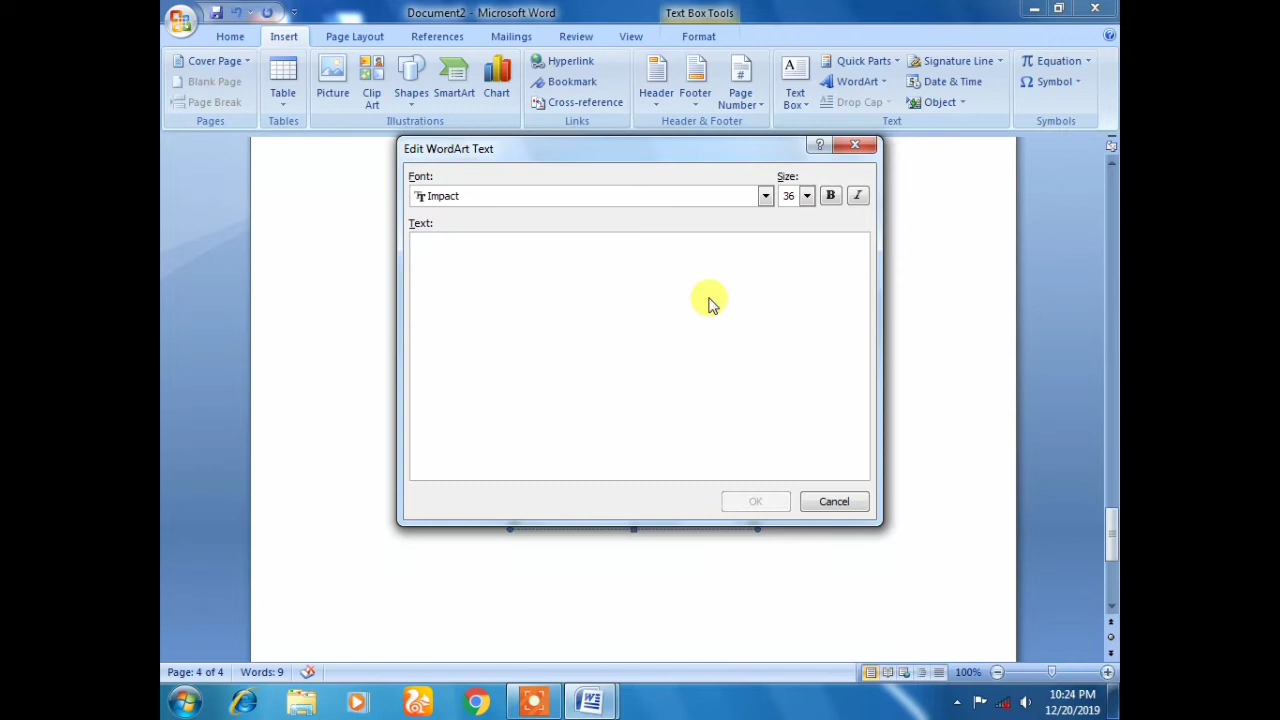 Document2 - Microsoft Word
Text Box Tools
Home Insert Page Layout References Mailings Review View Format
Cover Page
Blank Page
Page Break
Pages
Table
Tables
Picture
Clip Art
Shapes
SmartArt
Chart
Illustrations
Hyperlink
Bookmark
Cross-reference
Links
Header
Footer
Page Number
Header & Footer
Text Box
Quick Parts
WordArt
Drop Cap
Signature Line
Date & Time
Object
Text
π Equation
Ω Symbol
Symbols
Edit WordArt Text
Font:
Size:
Impact
36
B
I
Text:
OK
Cancel
Page: 4 of 4
Words: 9
100%
10:24 PM
12/20/2019